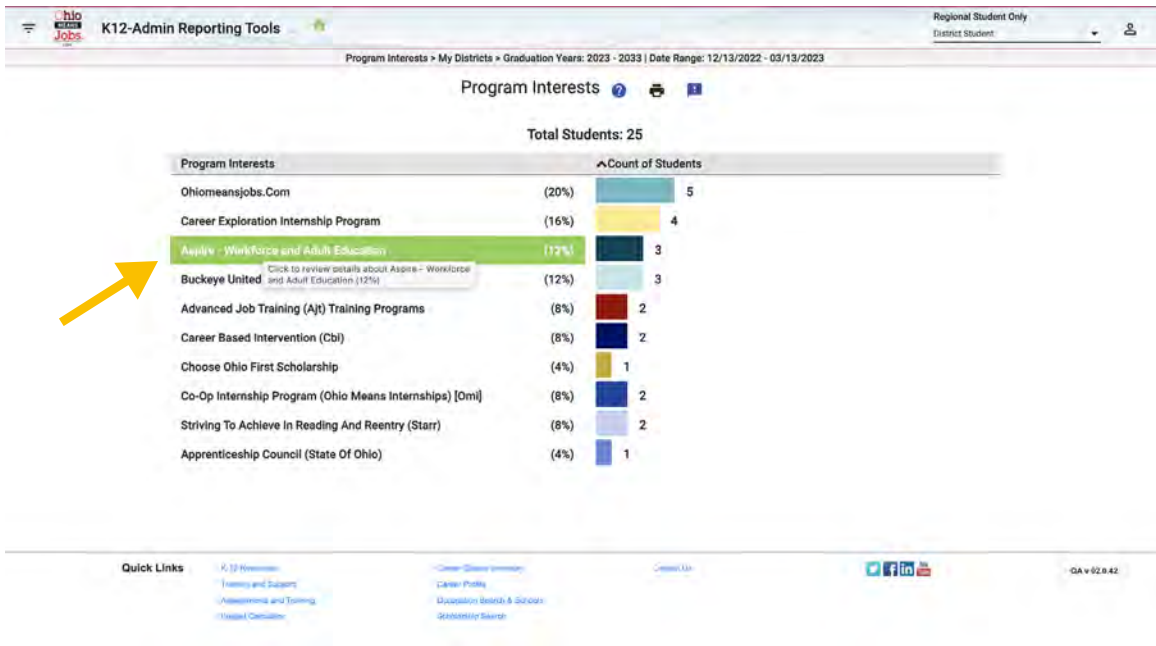 Ohio
MEANS
Jobs
.com
K12-Admin Reporting Tools
Regional Student Only
District Student
Program Interests > My Districts > Graduation Years: 2023 - 2033 | Date Range: 12/13/2022 - 03/13/2023
Program Interests
Total Students: 25
Program Interests Count of Students
Ohiomeansjobs.Com (20%) 5
Career Exploration Internship Program (16%) 4
Aspire - Workforce and Adult Education (12%) 3
Click to review details about Aspire - Workforce
and Adult Education (12%)
Buckeye United (12%) 3
Advanced Job Training (Ajt) Training Programs (8%) 2
Career Based Intervention (Cbi) (8%) 2
Choose Ohio First Scholarship (4%) 1
Co-Op Internship Program (Ohio Means Internships) [Omi] (8%) 2
Striving To Achieve In Reading And Reentry (Starr) (8%) 2
Apprenticeship Council (State Of Ohio) (4%) 1
Quick Links K-12 Resources Contact Us QA v 02.0.42
Training and Support Career Profile
Assessments and Training Occupation Search &
Budget Calculator Scholarship Search